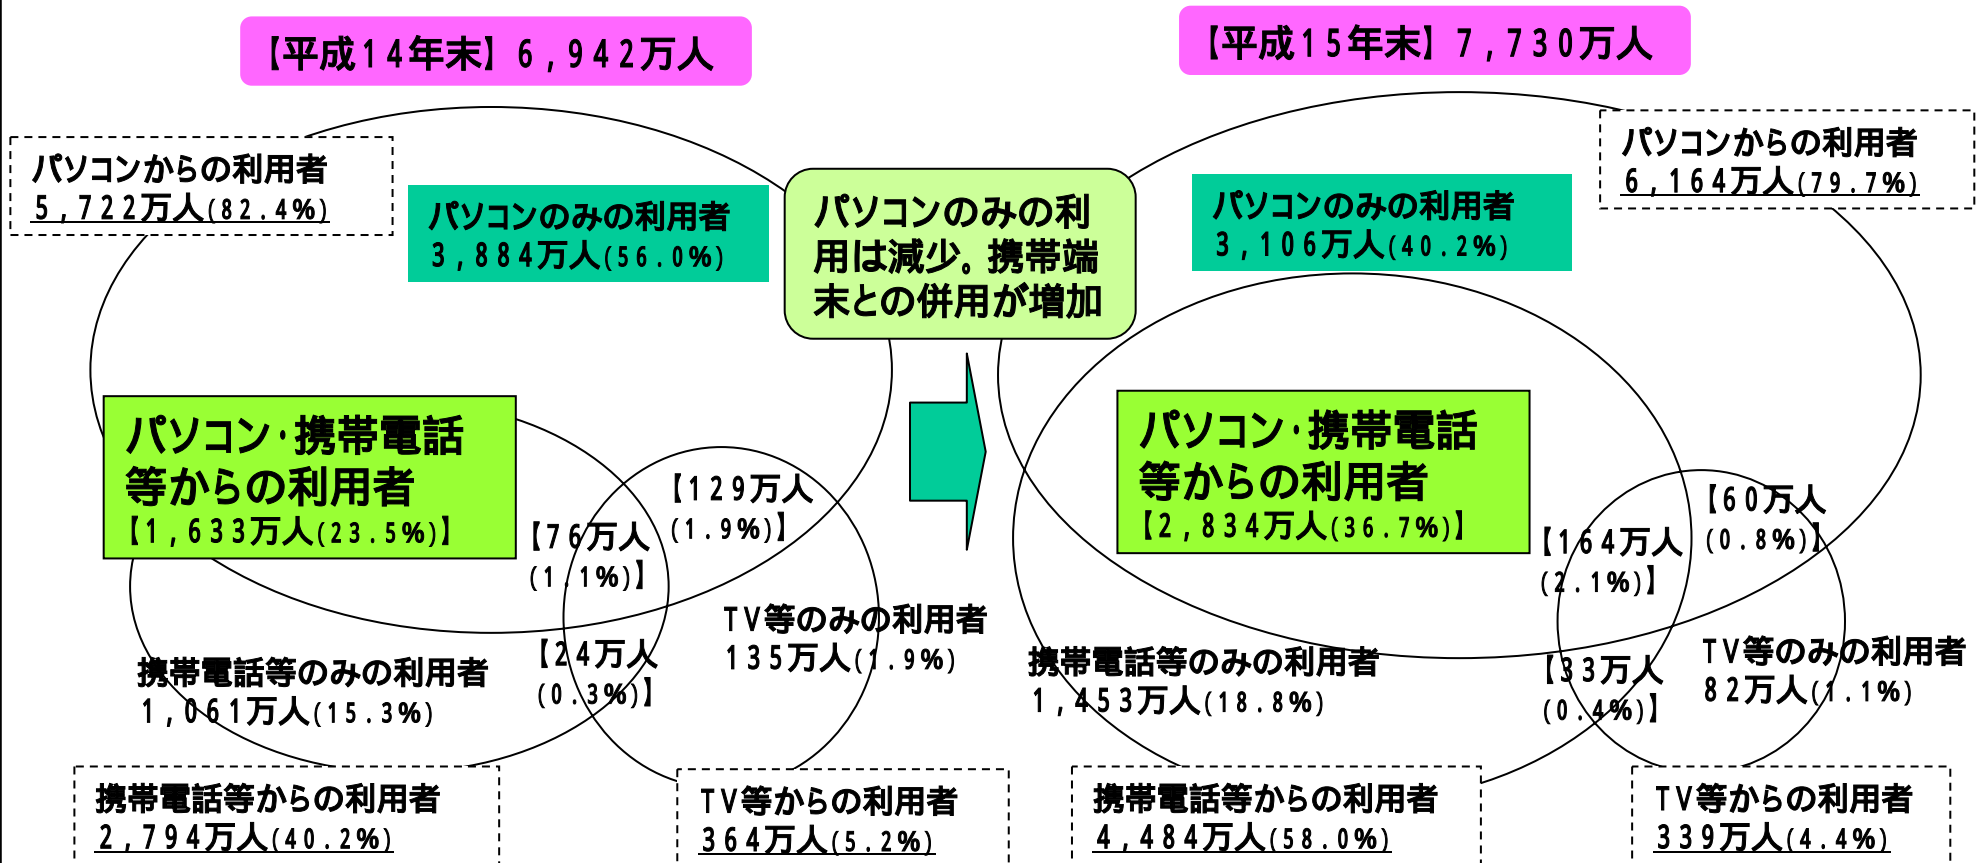 【平成14年末】6,942万人
パソコンからの利用者
5,722万人(82.4%)
パソコンのみの利用者
3,884万人(56.0%)
パソコン・携帯電話
等からの利用者
【1,633万人(23.5%)】
【129万人
(1.9%)】
【76万人
(1.1%)】
【24万人
(0.3%)】
TV等のみの利用者
135万人(1.9%)
携帯電話等のみの利用者
1,061万人(15.3%)
携帯電話等からの利用者
2,794万人(40.2%)
TV等からの利用者
364万人(5.2%)
パソコンのみの利
用は減少。携帯端
末との併用が増加
【平成15年末】7,730万人
パソコンからの利用者
6,164万人(79.7%)
パソコンのみの利用者
3,106万人(40.2%)
パソコン・携帯電話
等からの利用者
【2,834万人(36.7%)】
【60万人
(0.8%)】
【164万人
(2.1%)】
【33万人
(0.4%)】
TV等のみの利用者
82万人(1.1%)
携帯電話等のみの利用者
1,453万人(18.8%)
携帯電話等からの利用者
4,484万人(58.0%)
TV等からの利用者
339万人(4.4%)